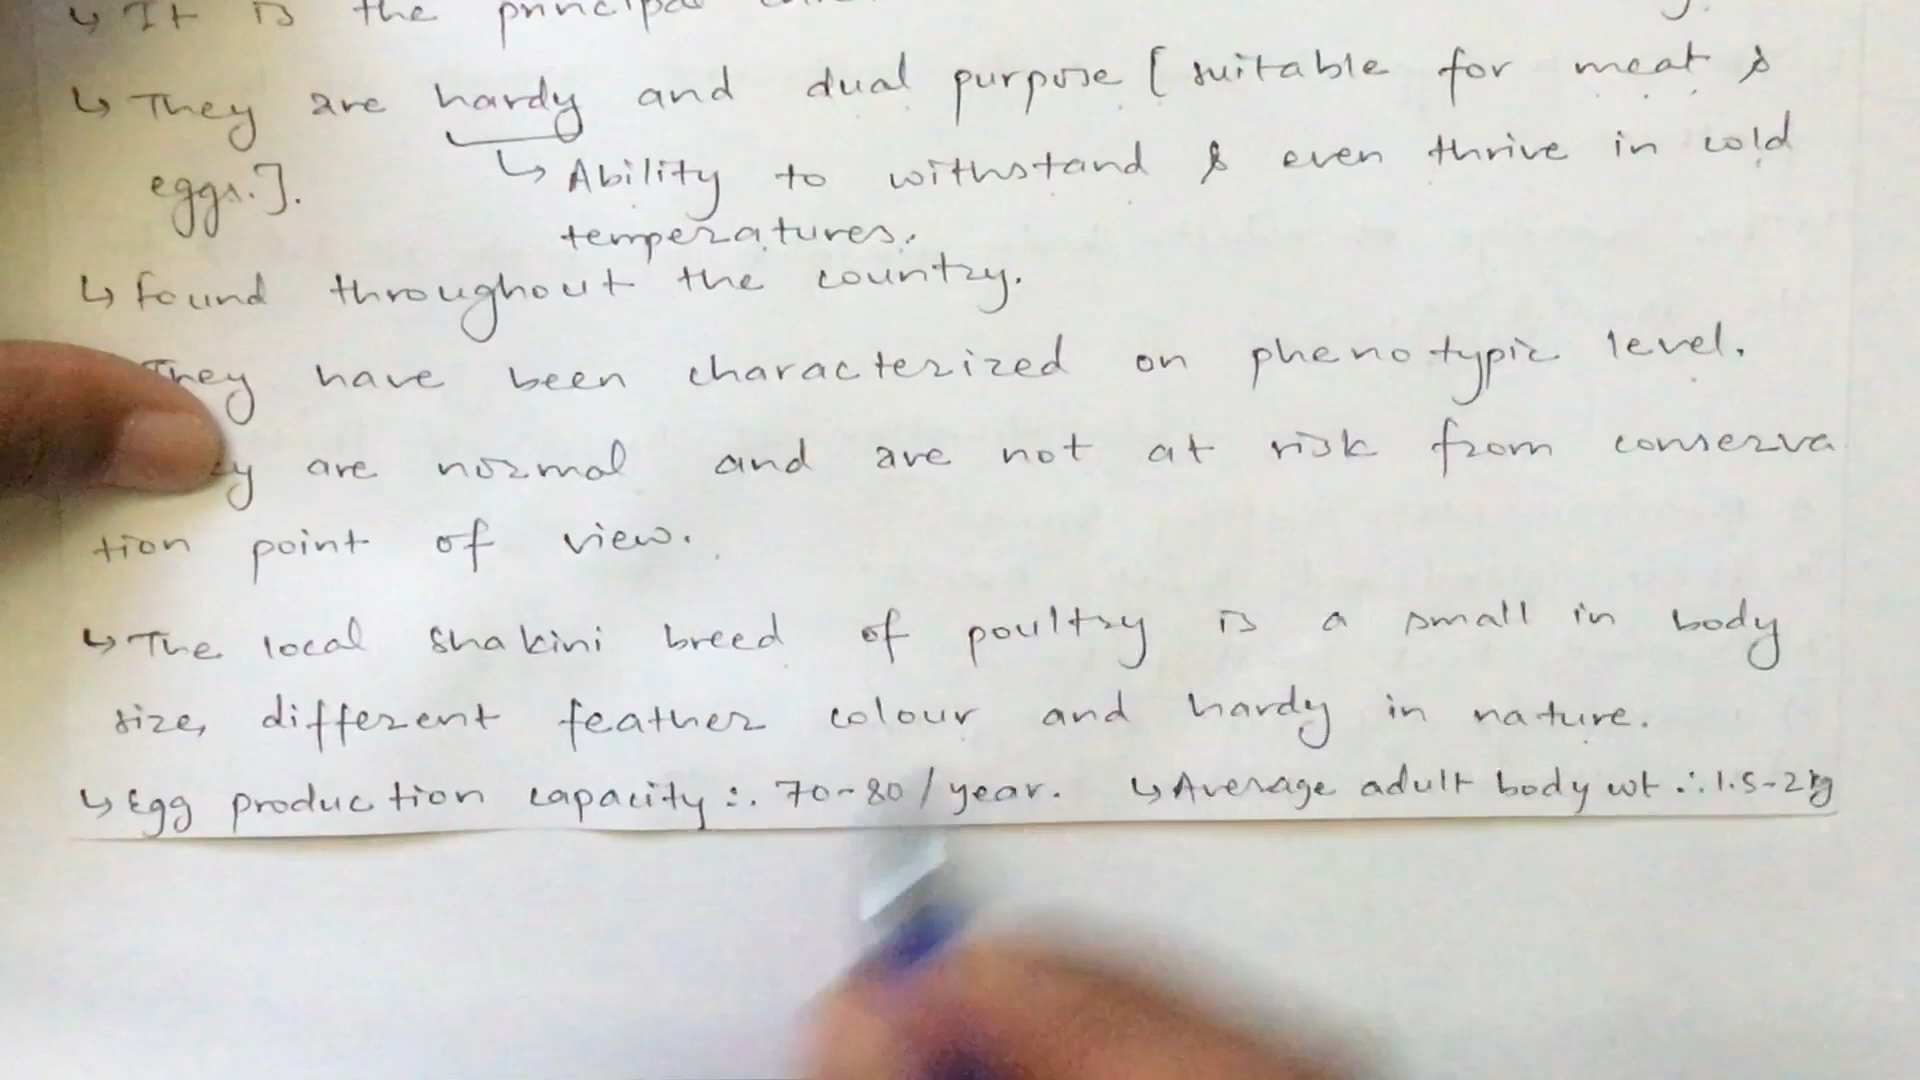 ↳ It is the principal
↳ They are hardy and dual purpose [suitable for meat &
eggs.].
↳ Ability to withstand & even thrive in cold
temperatures.
↳ found throughout the country.
They have been characterized on phenotypic level.
are normal and are not at risk from conserva
tion point of view.
↳ The local shakini breed of poultry is a small in body
size, different feather colour and hardy in nature.
↳ Egg production capacity :. 70-80/year. ↳ Average adult body wt ∴ 1.5-2kg